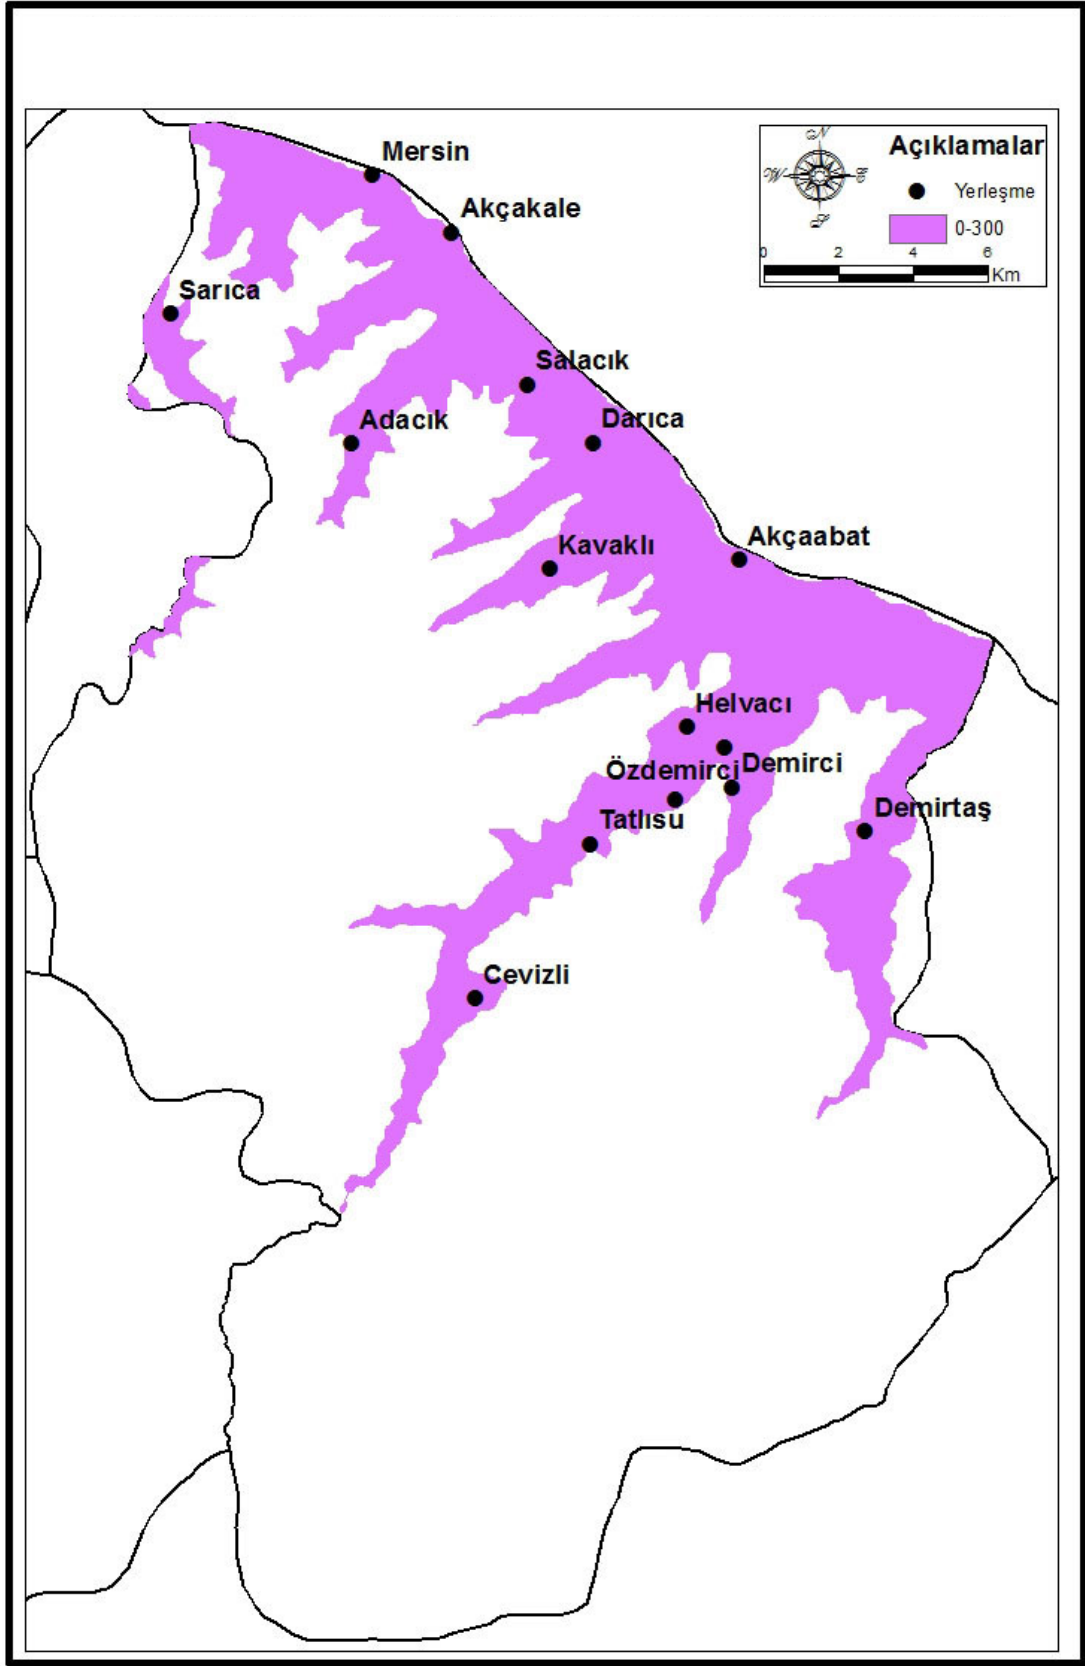 Mersin
N
Açıklamalar
W
E
Yerleşme
Akçakale
S
0-300
0 2 4 6
Km
Sarıca
Salacık
Adacık
Darıca
Akçaabat
Kavaklı
Helvacı
Demirci
Özdemirci
Demirtaş
Tatlısu
Cevizli